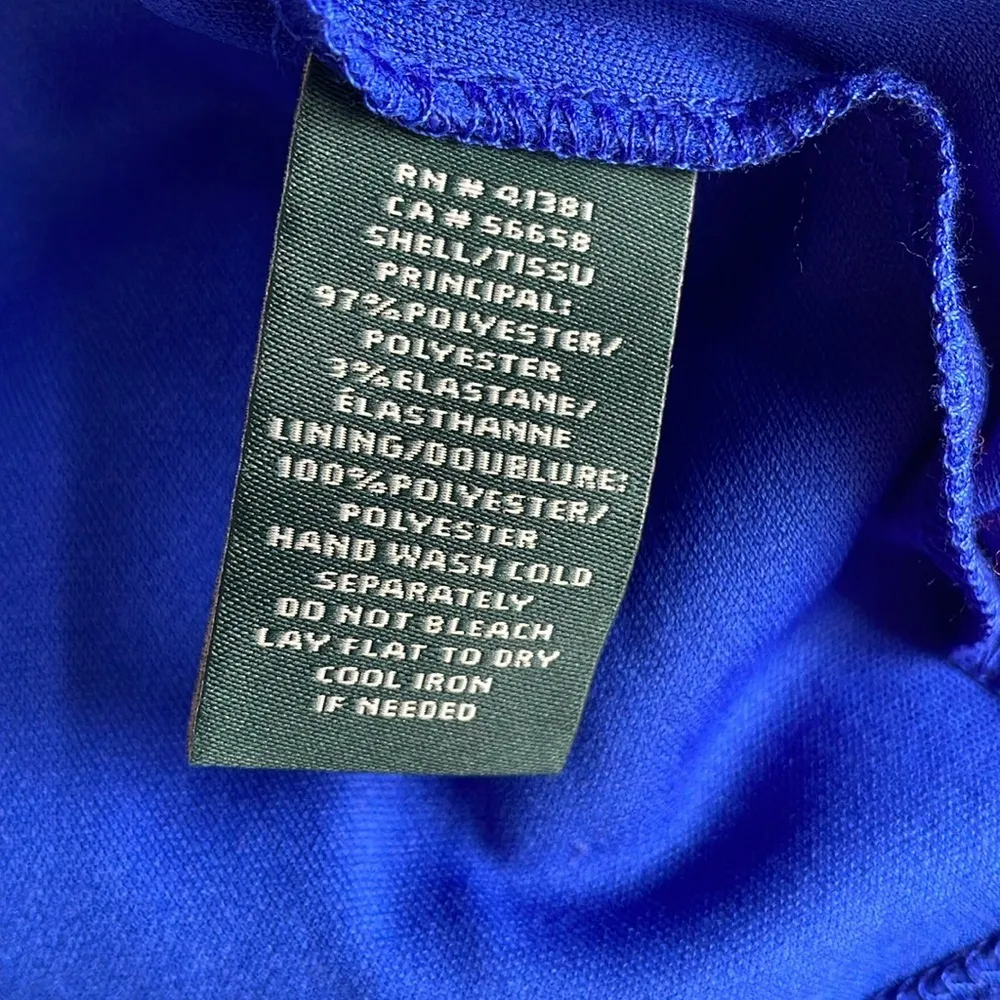 RN # 41381
CA # 56658
SHELL/TISSU
PRINCIPAL:
97%POLYESTER/
POLYESTER
3%ELASTANE/
ÉLASTHANNE
LINING/DOUBLURE:
100%POLYESTER/
POLYESTER
HAND WASH COLD
SEPARATELY
DO NOT BLEACH
LAY FLAT TO DRY
COOL IRON
IF NEEDED